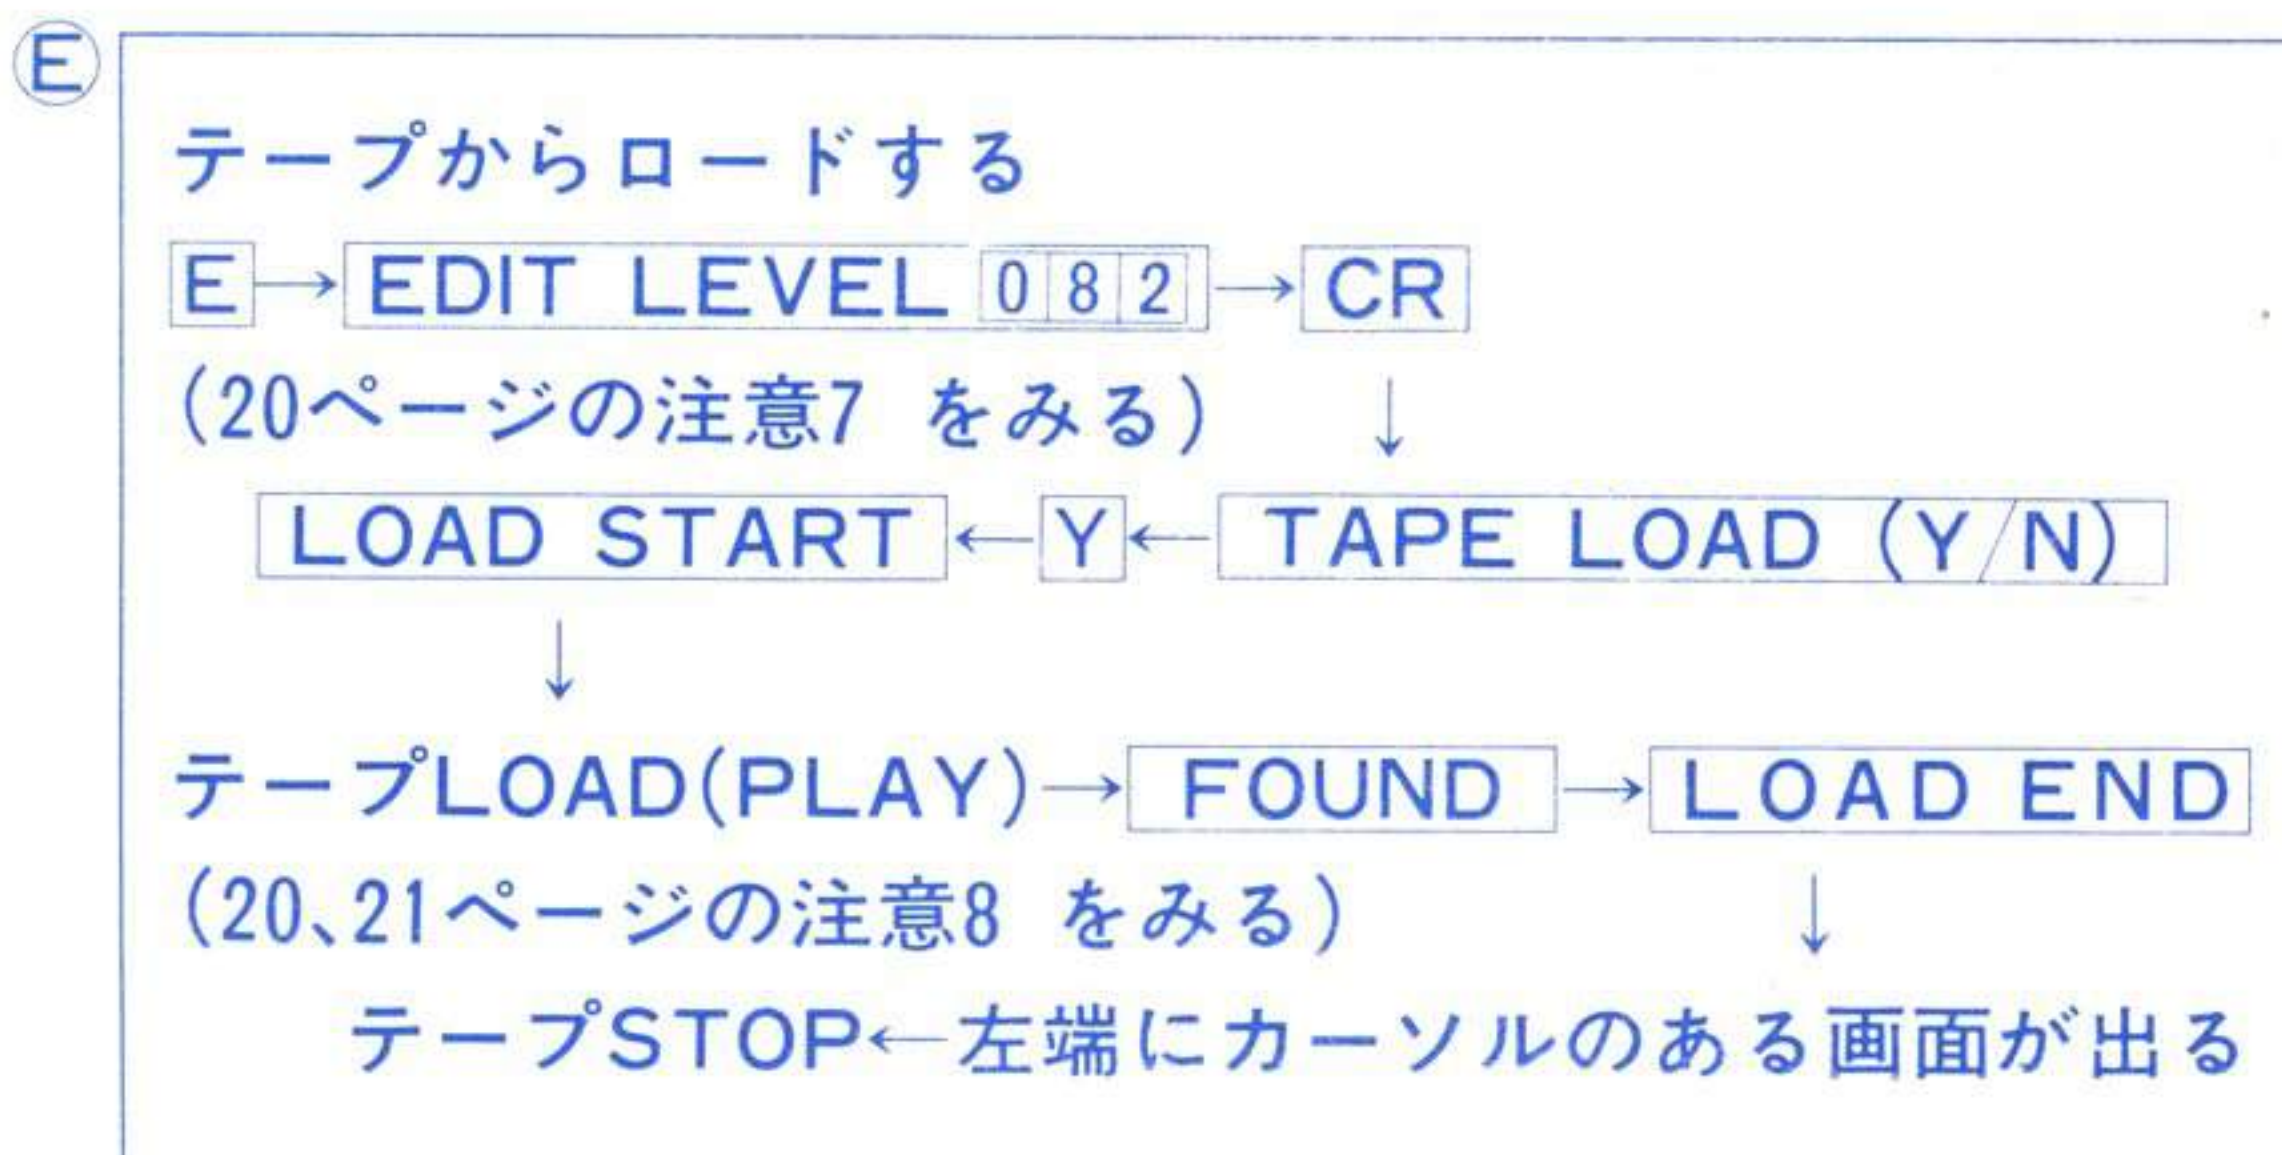 Ⓔ
テープからロードする
E→EDIT LEVEL 082→CR
(20ページの注意7 をみる) ↓
LOAD START←Y←TAPE LOAD (Y/N)
↓
テープLOAD(PLAY)→FOUND→LOAD END
(20、21ページの注意8 をみる) ↓
テープSTOP←左端にカーソルのある画面が出る